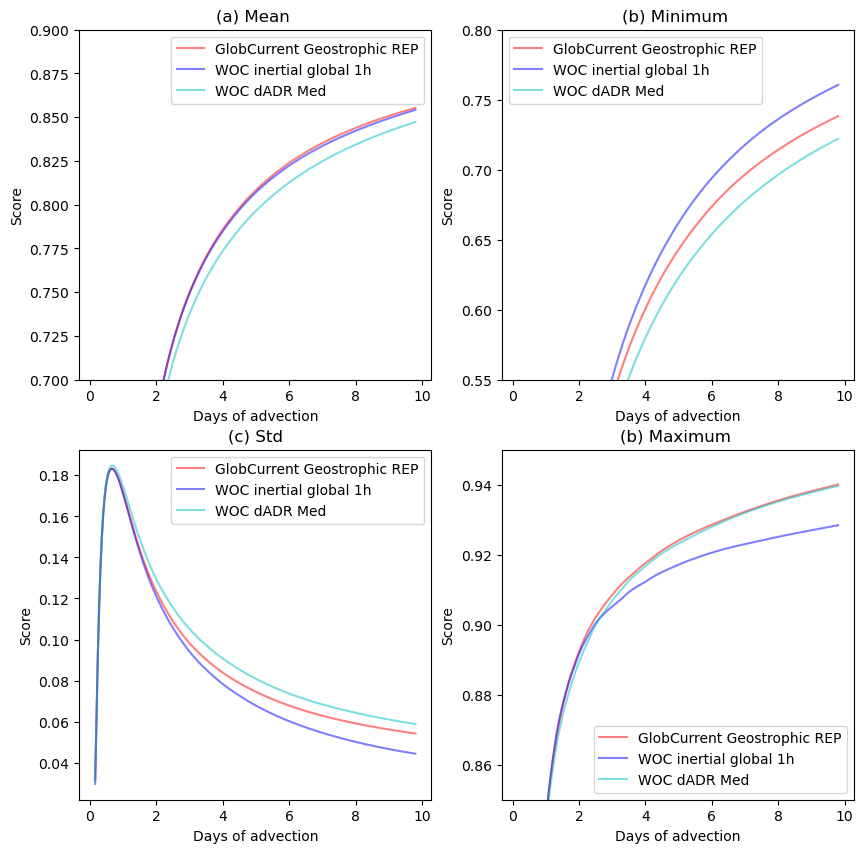 (a) Mean
0.900
0.875
0.850
0.825
0.800
0.775
0.750
0.725
0.700
Score
0 2 4 6 8 10
Days of advection
GlobCurrent Geostrophic REP
WOC inertial global 1h
WOC dADR Med
(b) Minimum
0.80
0.75
0.70
0.65
0.60
0.55
Score
0 2 4 6 8 10
Days of advection
GlobCurrent Geostrophic REP
WOC inertial global 1h
WOC dADR Med
(c) Std
0.18
0.16
0.14
0.12
0.10
0.08
0.06
0.04
Score
0 2 4 6 8 10
Days of advection
GlobCurrent Geostrophic REP
WOC inertial global 1h
WOC dADR Med
(b) Maximum
0.94
0.92
0.90
0.88
0.86
Score
0 2 4 6 8 10
Days of advection
GlobCurrent Geostrophic REP
WOC inertial global 1h
WOC dADR Med